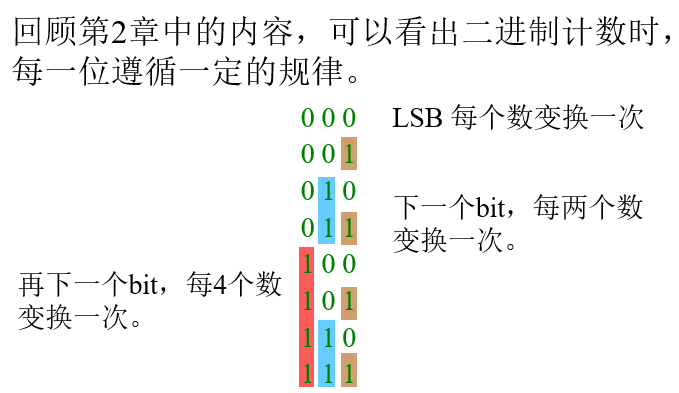 回顾第2章中的内容，可以看出二进制计数时，
每一位遵循一定的规律。
0 0 0
LSB 每个数变换一次
0 0 1
0 1 0
下一个bit，每两个数
变换一次。
0 1 1
1 0 0
再下一个bit，每4个数
变换一次。
1 0 1
1 1 0
1 1 1